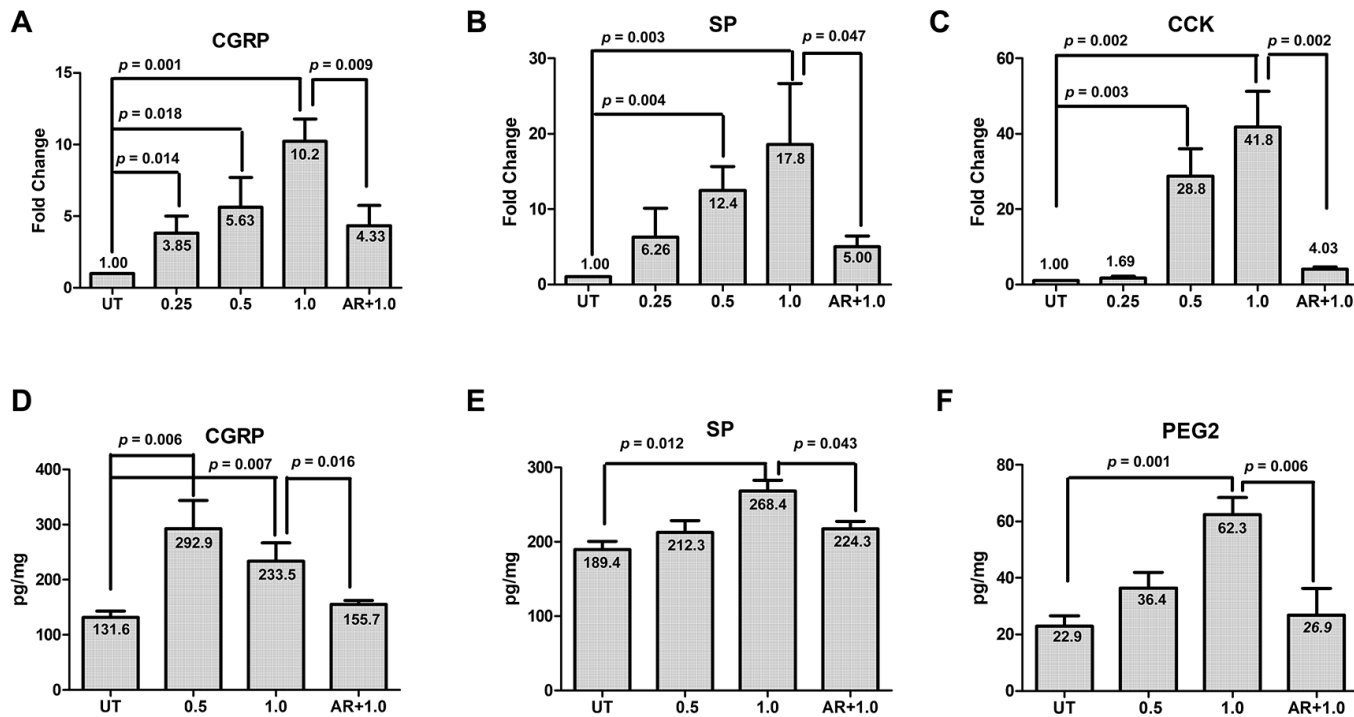 A
CGRP
p = 0.001
p = 0.009
p = 0.018
p = 0.014
Fold Change
15
10
5
0
1.00
3.85
5.63
10.2
4.33
UT
0.25
0.5
1.0
AR+1.0
B
SP
p = 0.003
p = 0.047
p = 0.004
Fold Change
30
20
10
0
1.00
6.26
12.4
17.8
5.00
UT
0.25
0.5
1.0
AR+1.0
C
CCK
p = 0.002
p = 0.002
p = 0.003
Fold Change
60
40
20
0
1.00
1.69
28.8
41.8
4.03
UT
0.25
0.5
1.0
AR+1.0
D
CGRP
p = 0.006
p = 0.007
p = 0.016
pg/mg
400
300
200
100
0
131.6
292.9
233.5
155.7
UT
0.5
1.0
AR+1.0
E
SP
p = 0.012
p = 0.043
pg/mg
300
200
100
0
189.4
212.3
268.4
224.3
UT
0.5
1.0
AR+1.0
F
PEG2
p = 0.001
p = 0.006
pg/mg
80
60
40
20
0
22.9
36.4
62.3
26.9
UT
0.5
1.0
AR+1.0